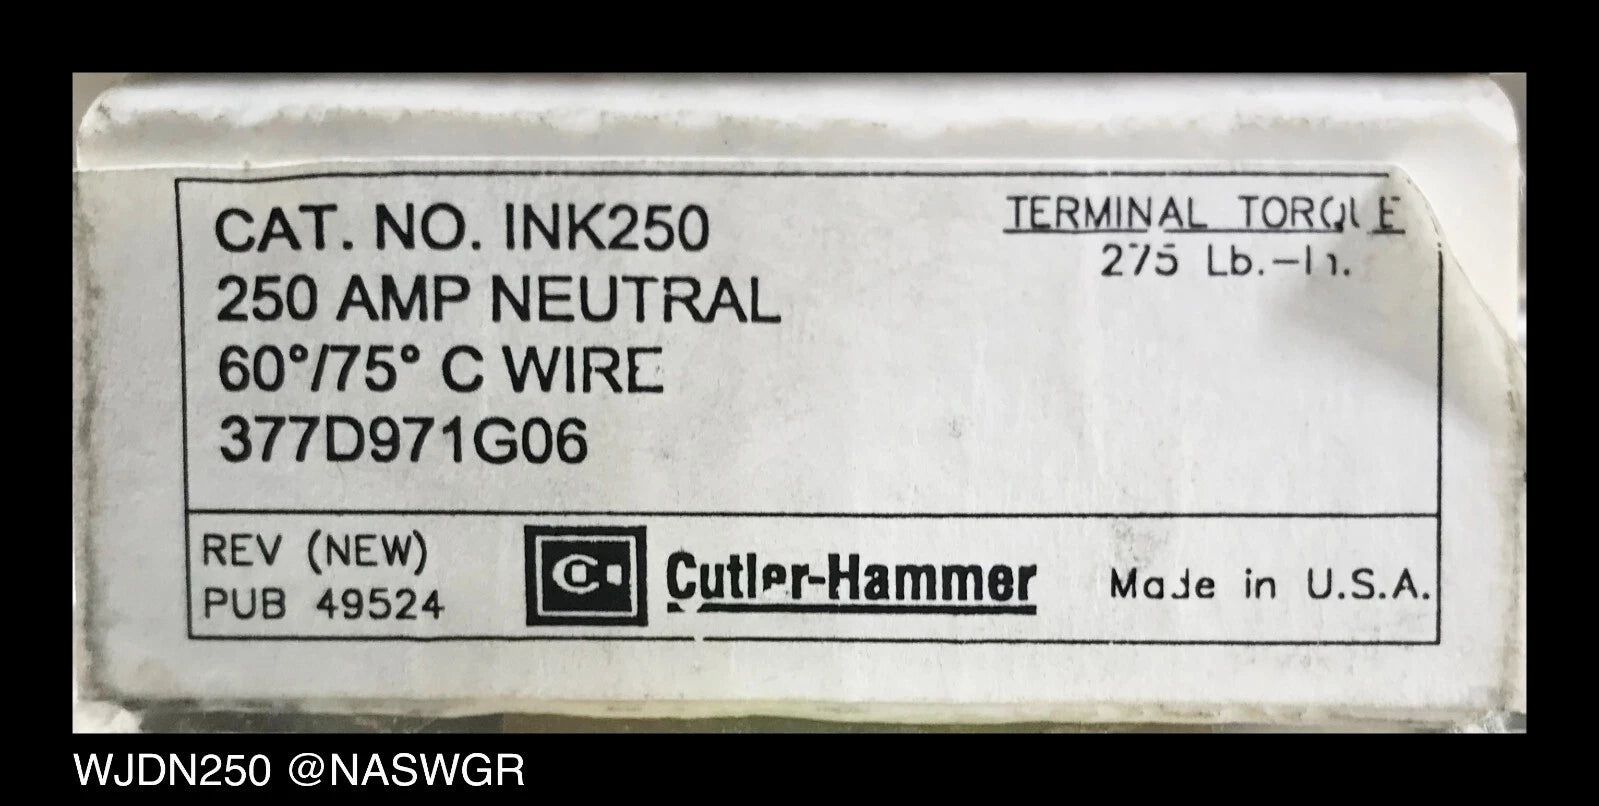 CAT. NO. INK250
250 AMP NEUTRAL
60°/75° C WIRE
377D971G06
TERMINAL TORQUE
275 Lb.-In.
REV (NEW)
PUB 49524
Cutler-Hammer
Made in U.S.A.
WJDN250 @NASWGR